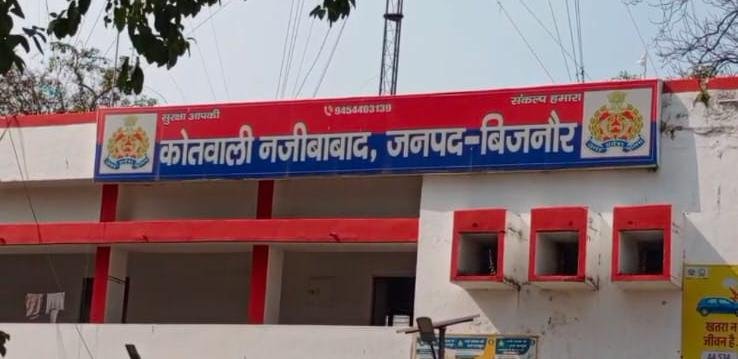 सुरक्षा आपकी
9454403139
संकल्प हमारा
कोतवाली नजीबाबाद, जनपद-बिजनौर
खतरा न
जीवन है